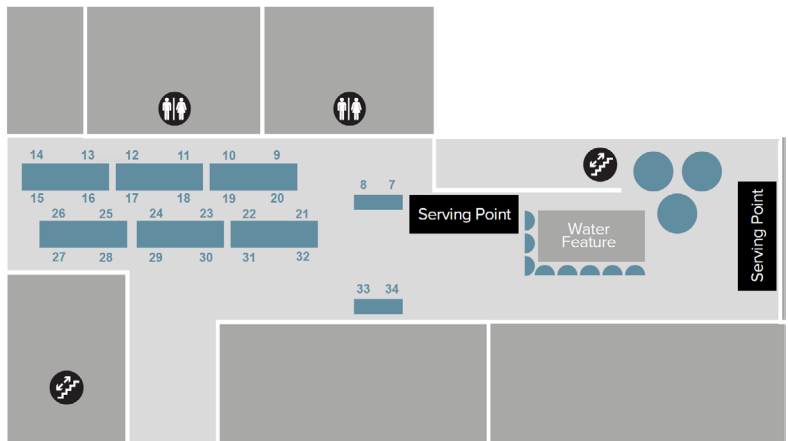 14 13 12 11 10 9
15 16 17 18 19 20
8 7
26 25 24 23 22 21
27 28 29 30 31 32
33 34
Serving Point
Water
Feature
Serving Point